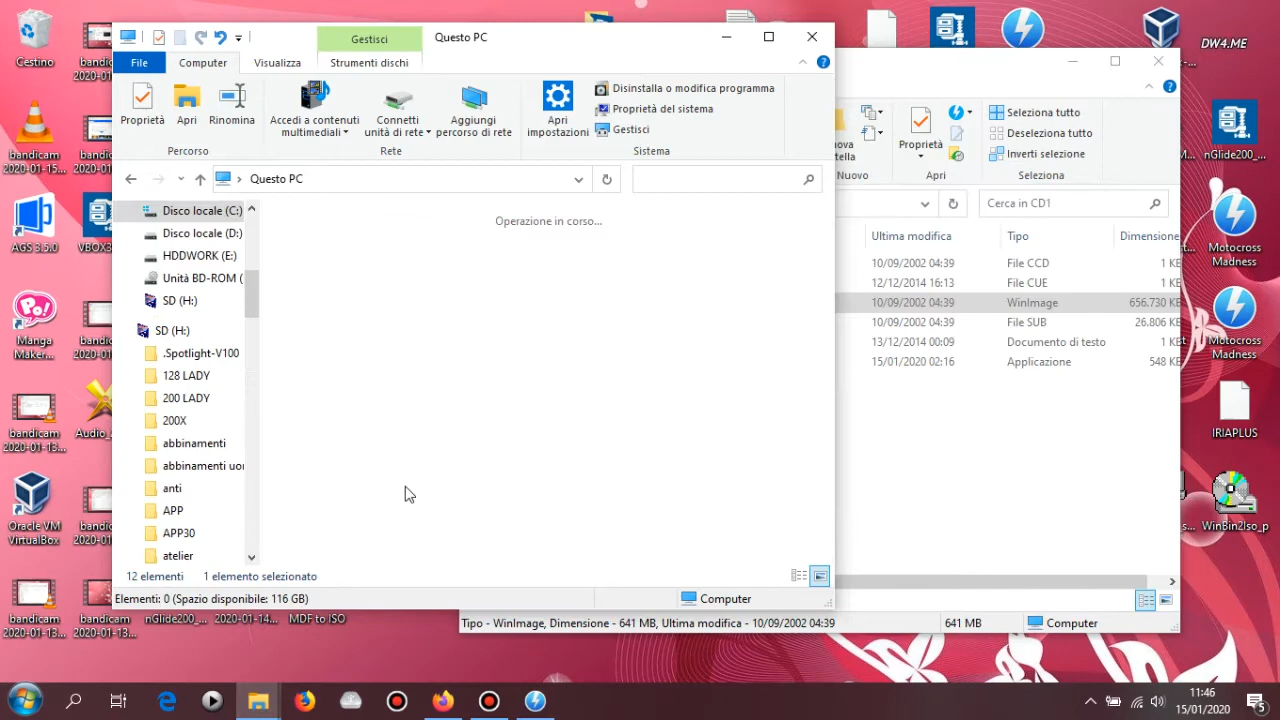 Gestisci
Questo PC
File
Computer
Visualizza
Strumenti dischi
Proprietà
Apri
Rinomina
Accedi a contenuti
multimediali
Connetti
unità di rete
Aggiungi
percorso di rete
Apri
impostazioni
Disinstalla o modifica programma
Proprietà del sistema
Gestisci
Percorso
Rete
Sistema
Questo PC
Operazione in corso...
Disco locale (C:)
Disco locale (D:)
HDDWORK (E:)
Unità BD-ROM (
SD (H:)
SD (H:)
.Spotlight-V100
128 LADY
200 LADY
200X
abbinamenti
abbinamenti uor
anti
APP
APP30
atelier
12 elementi
1 elemento selezionato
Elementi: 0 (Spazio disponibile: 116 GB)
Computer
Proprietà
Seleziona tutto
Deseleziona tutto
Inverti selezione
Nuovo
Apri
Seleziona
Cerca in CD1
Ultima modifica
Tipo
Dimensione
10/09/2002 04:39
File CCD
1 KE
12/12/2014 16:13
File CUE
1 KE
10/09/2002 04:39
WinImage
656.730 KE
10/09/2002 04:39
File SUB
26.806 KE
13/12/2014 00:09
Documento di testo
1 KE
15/01/2020 02:16
Applicazione
548 KE
Tipo - WinImage, Dimensione - 641 MB, Ultima modifica - 10/09/2002 04:39
641 MB
Computer
Cestino
bandicam
2020-01-15...
AGS 3.5.0
Manga
Maker...
bandicam
2020-01-13...
Oracle VM
VirtualBox
bandicam
2020-01-13...
bandicam
2020-01-13...
nGlide200_...
2020-01-14...
MDF to ISO
DW4.ME
nGlide200_...
Motocross
Madness
Motocross
Madness
IRIAPLUS
WinBin2Iso_p
11:46
15/01/2020
5